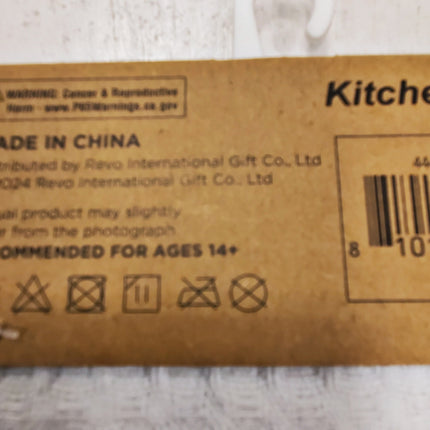 WARNING: Cancer & Reproductive
Harm - www.P65Warnings.ca.gov
Kitche
ADE IN CHINA
tributed by Revo International Gift Co., Ltd
2024 Revo International Gift Co., Ltd
ual product may slightly
er from the photograph.
COMMENDED FOR AGES 14+
44
8 101